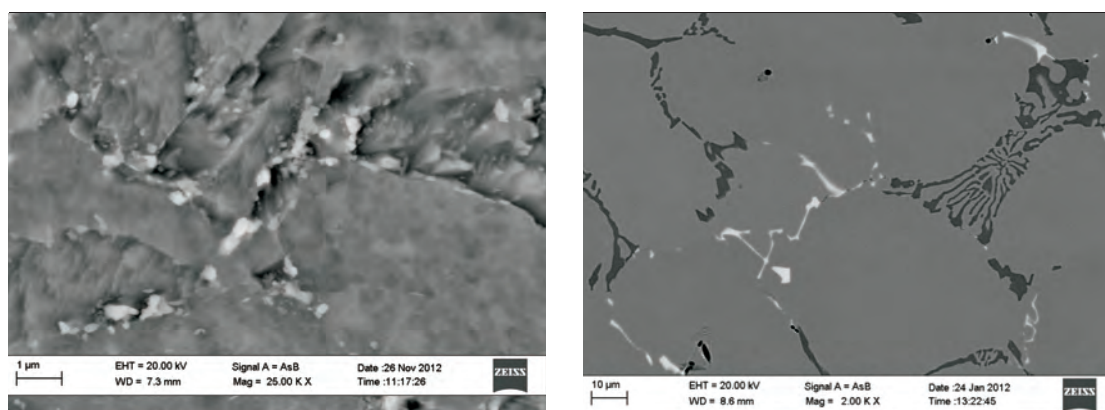 1 µm
EHT = 20.00 kV Signal A = AsB Date :26 Nov 2012
WD = 7.3 mm Mag = 25.00 K X Time :11:17:26
ZEISS
10 µm
EHT = 20.00 kV Signal A = AsB Date :24 Jan 2012
WD = 8.6 mm Mag = 2.00 K X Time :13:22:45
ZEISS